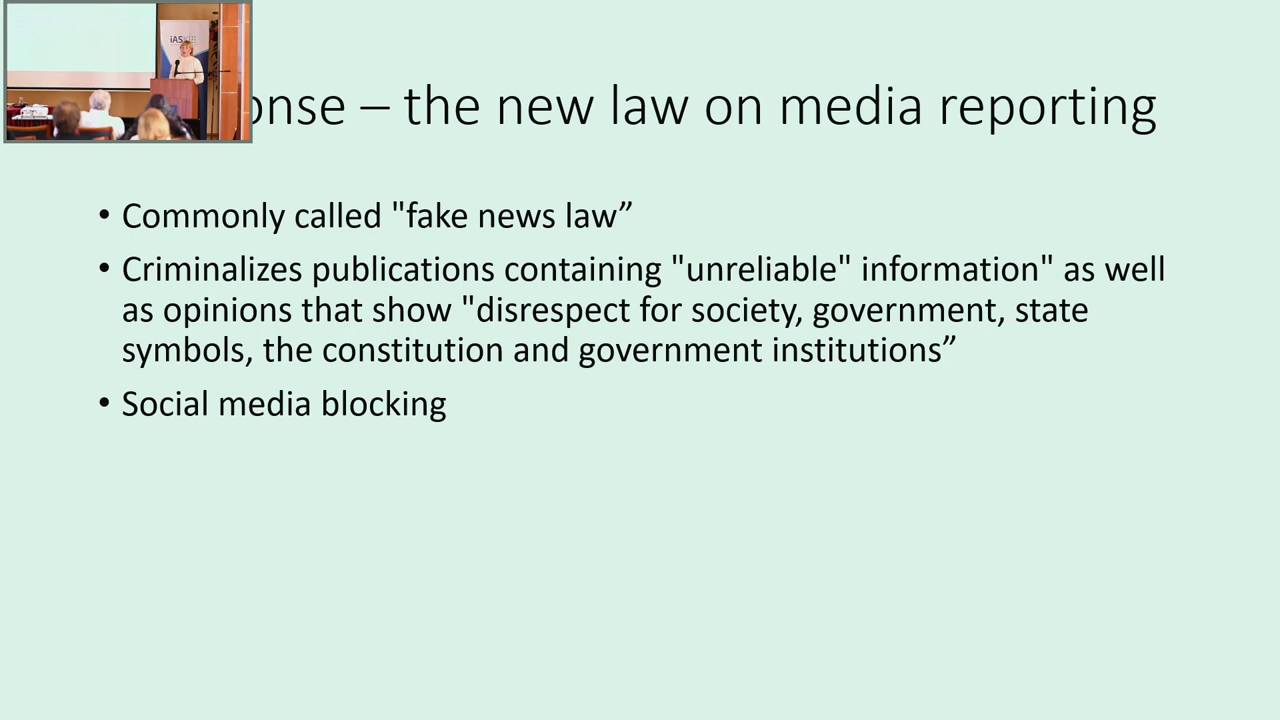 iASK
onse – the new law on media reporting
• Commonly called "fake news law”
• Criminalizes publications containing "unreliable" information" as well
as opinions that show "disrespect for society, government, state
symbols, the constitution and government institutions”
• Social media blocking